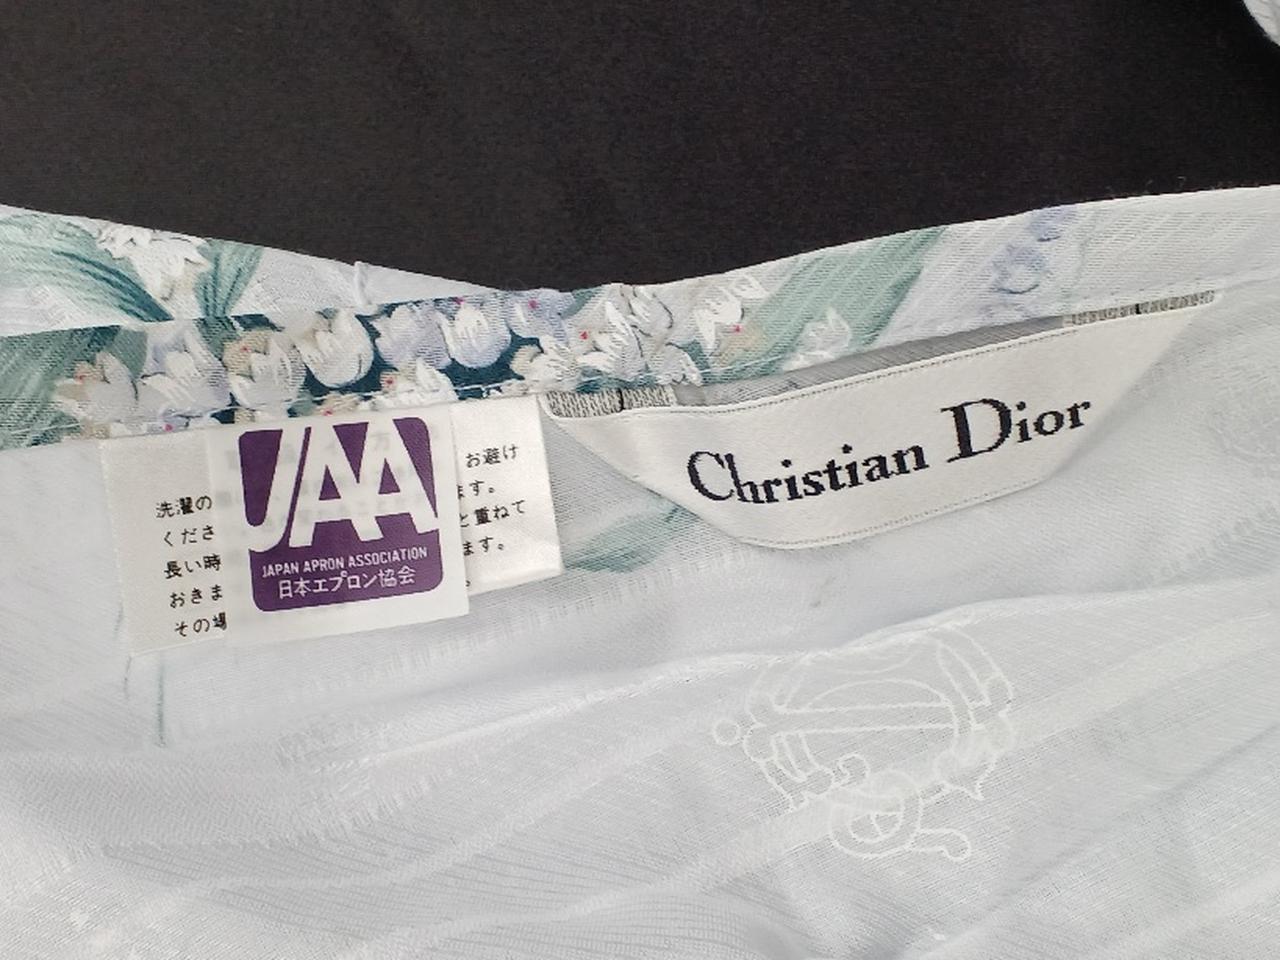 JAA
JAPAN APRON ASSOCIATION
日本エプロン協会
洗濯の
お避け
くださ
ます。
長い時
と重ねて
おきま
ます。
その場
Christian Dior